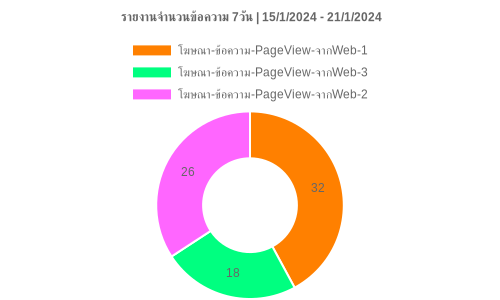 รายงานจำนวนข้อความ 7วัน | 15/1/2024 - 21/1/2024
โฆษณา-ข้อความ-PageView-จากWeb-1
โฆษณา-ข้อความ-PageView-จากWeb-3
โฆษณา-ข้อความ-PageView-จากWeb-2
26
32
18